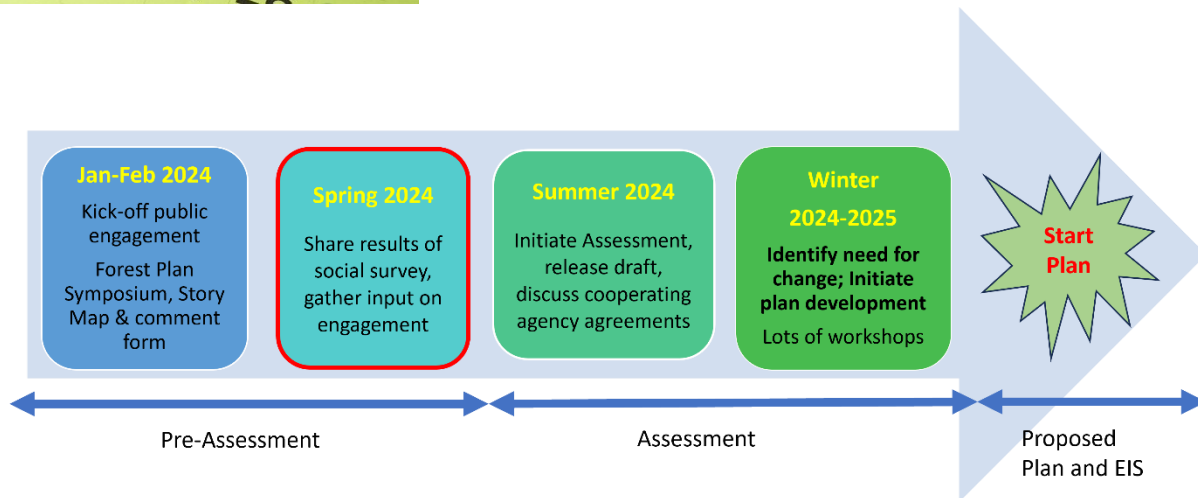 Jan-Feb 2024
Kick-off public
engagement
Forest Plan
Symposium, Story
Map & comment
form
Spring 2024
Share results of
social survey,
gather input on
engagement
Summer 2024
Initiate Assessment,
release draft,
discuss cooperating
agency agreements
Winter
2024-2025
Identify need for
change; Initiate
plan development
Lots of workshops
Start
Plan
Pre-Assessment
Assessment
Proposed
Plan and EIS